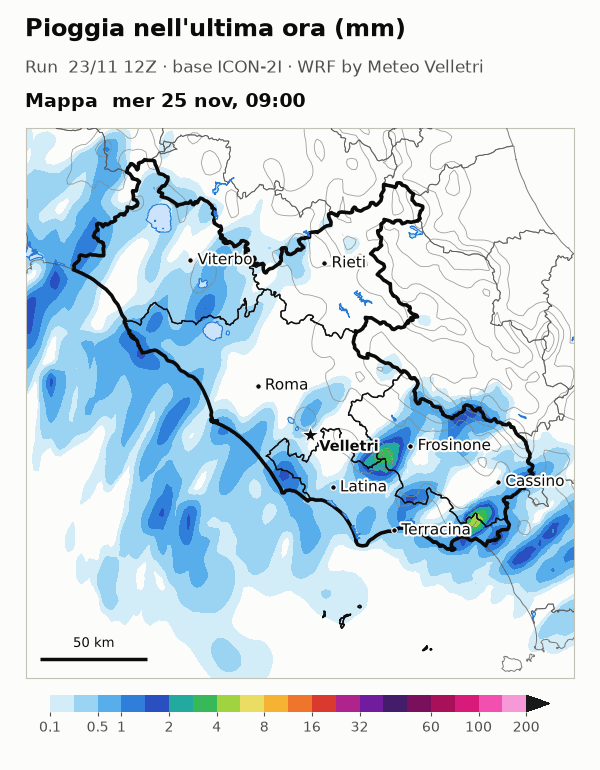 Pioggia nell'ultima ora (mm)
Run  23/11 12Z · base ICON-2I · WRF by Meteo Velletri
Mappa  mer 25 nov, 09:00
Viterbo
Rieti
Roma
Velletri
Frosinone
Latina
Cassino
Terracina
50 km
0.1 0.5 1 2 4 8 16 32 60 100 200